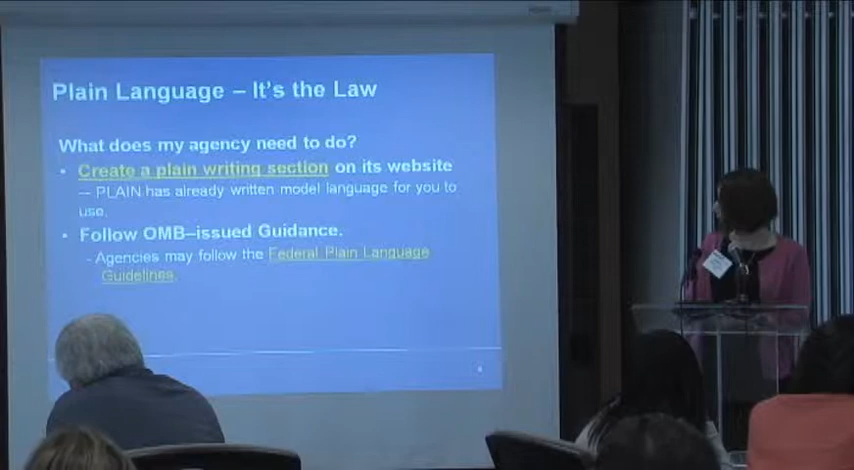 Plain Language – It's the Law
What does my agency need to do?
• Create a plain writing section on its website
— PLAIN has already written model language for you to
use.
• Follow OMB–issued Guidance.
- Agencies may follow the Federal Plain Language
Guidelines.